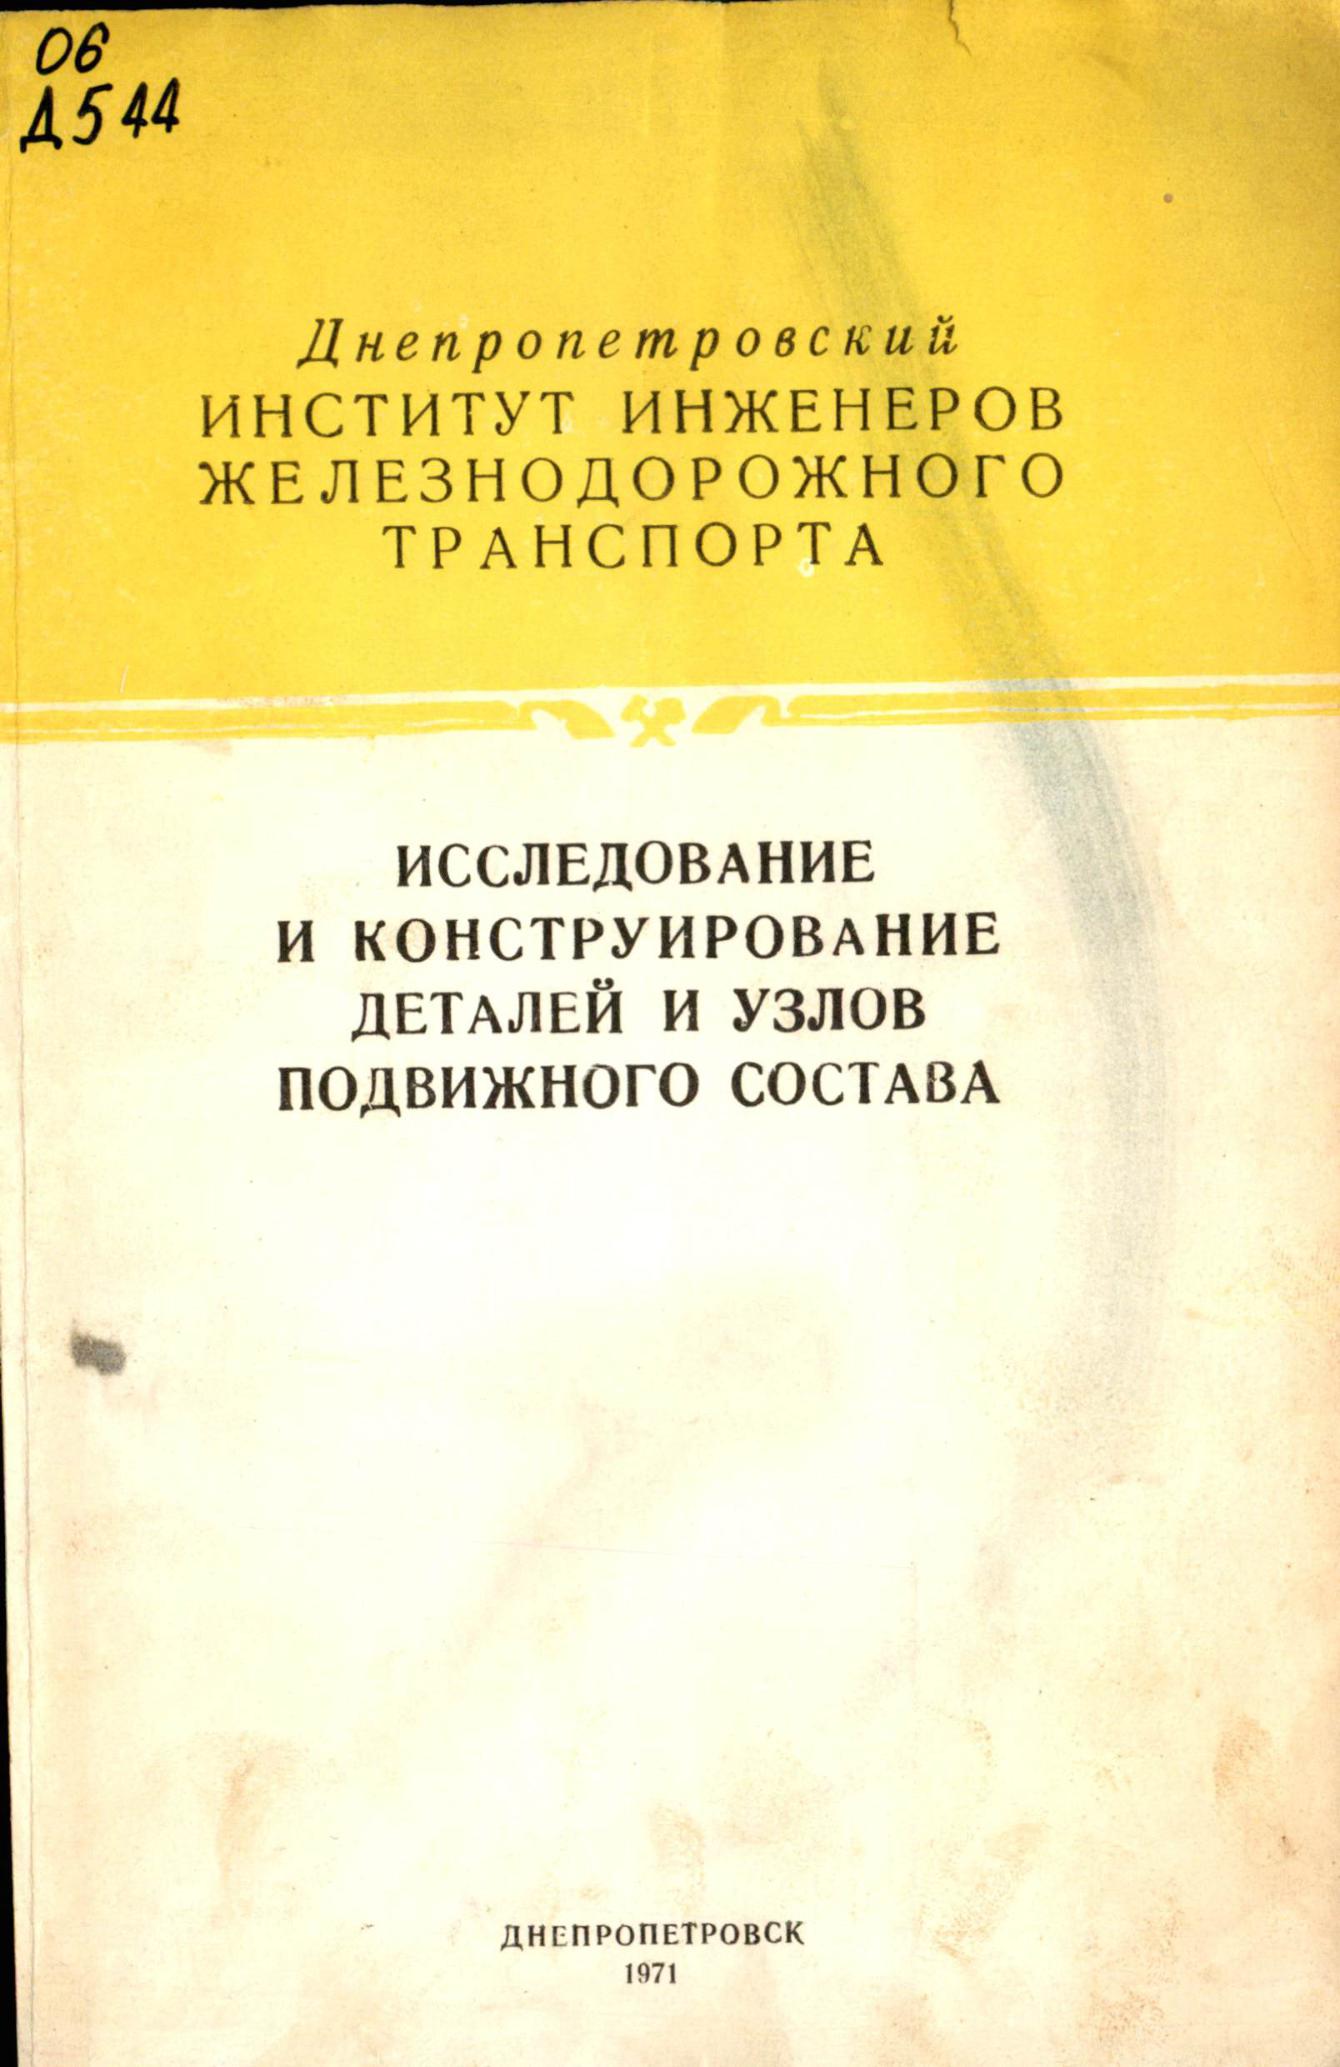 06
Д544
Днепропетровский
ИНСТИТУТ ИНЖЕНЕРОВ
ЖЕЛЕЗНОДОРОЖНОГО
ТРАНСПОРТА
ИССЛЕДОВАНИЕ
И КОНСТРУИРОВАНИЕ
ДЕТАЛЕЙ И УЗЛОВ
ПОДВИЖНОГО СОСТАВА
ДНЕПРОПЕТРОВСК
1971